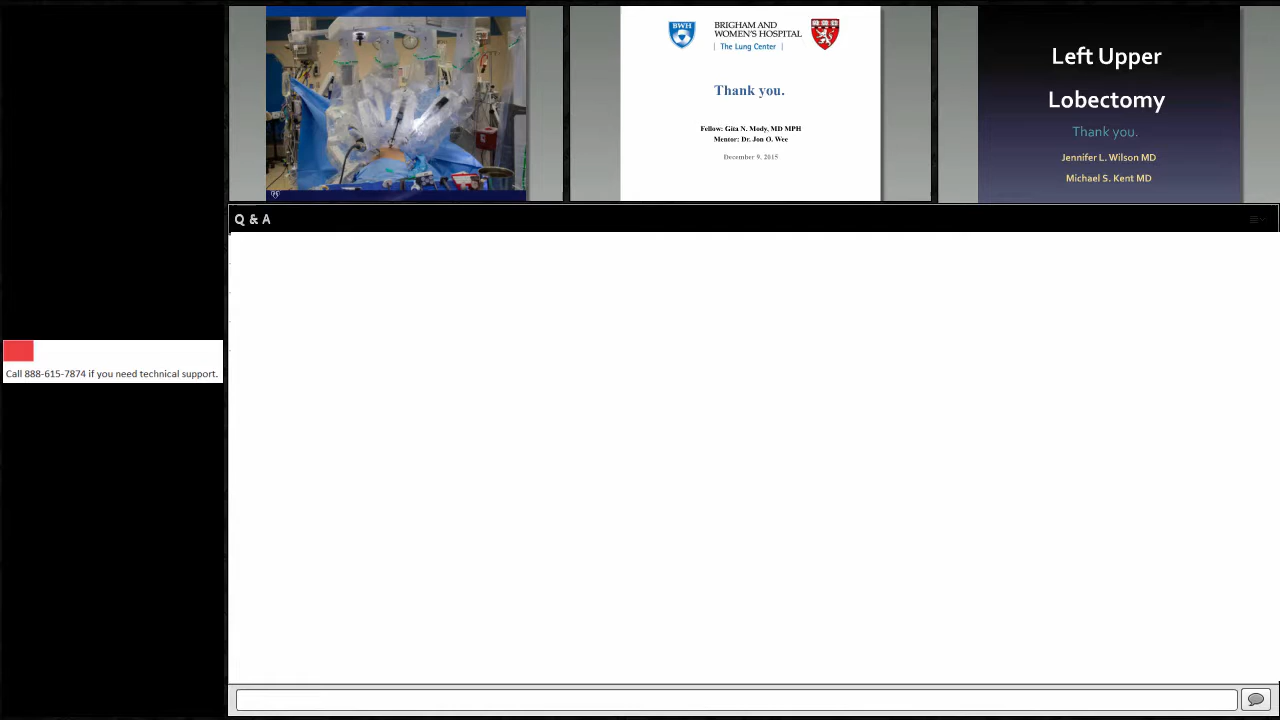 BWH
BRIGHAM AND
WOMEN'S HOSPITAL
The Lung Center
Thank you.
Fellow: Gita N. Mody, MD MPH
Mentor: Dr. Jon O. Wee
December 9, 2015
Left Upper
Lobectomy
Thank you.
Jennifer L. Wilson MD
Michael S. Kent MD
Q & A
Call 888-615-7874 if you need technical support.